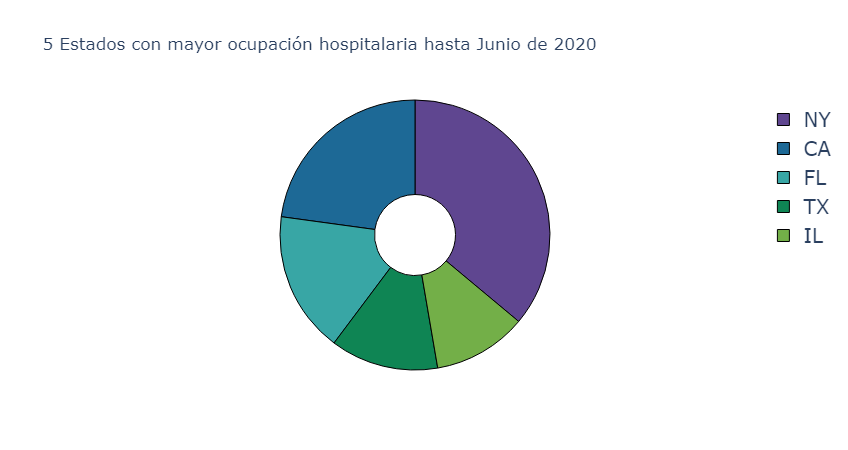 5 Estados con mayor ocupación hospitalaria hasta Junio de 2020
NY
CA
FL
TX
IL